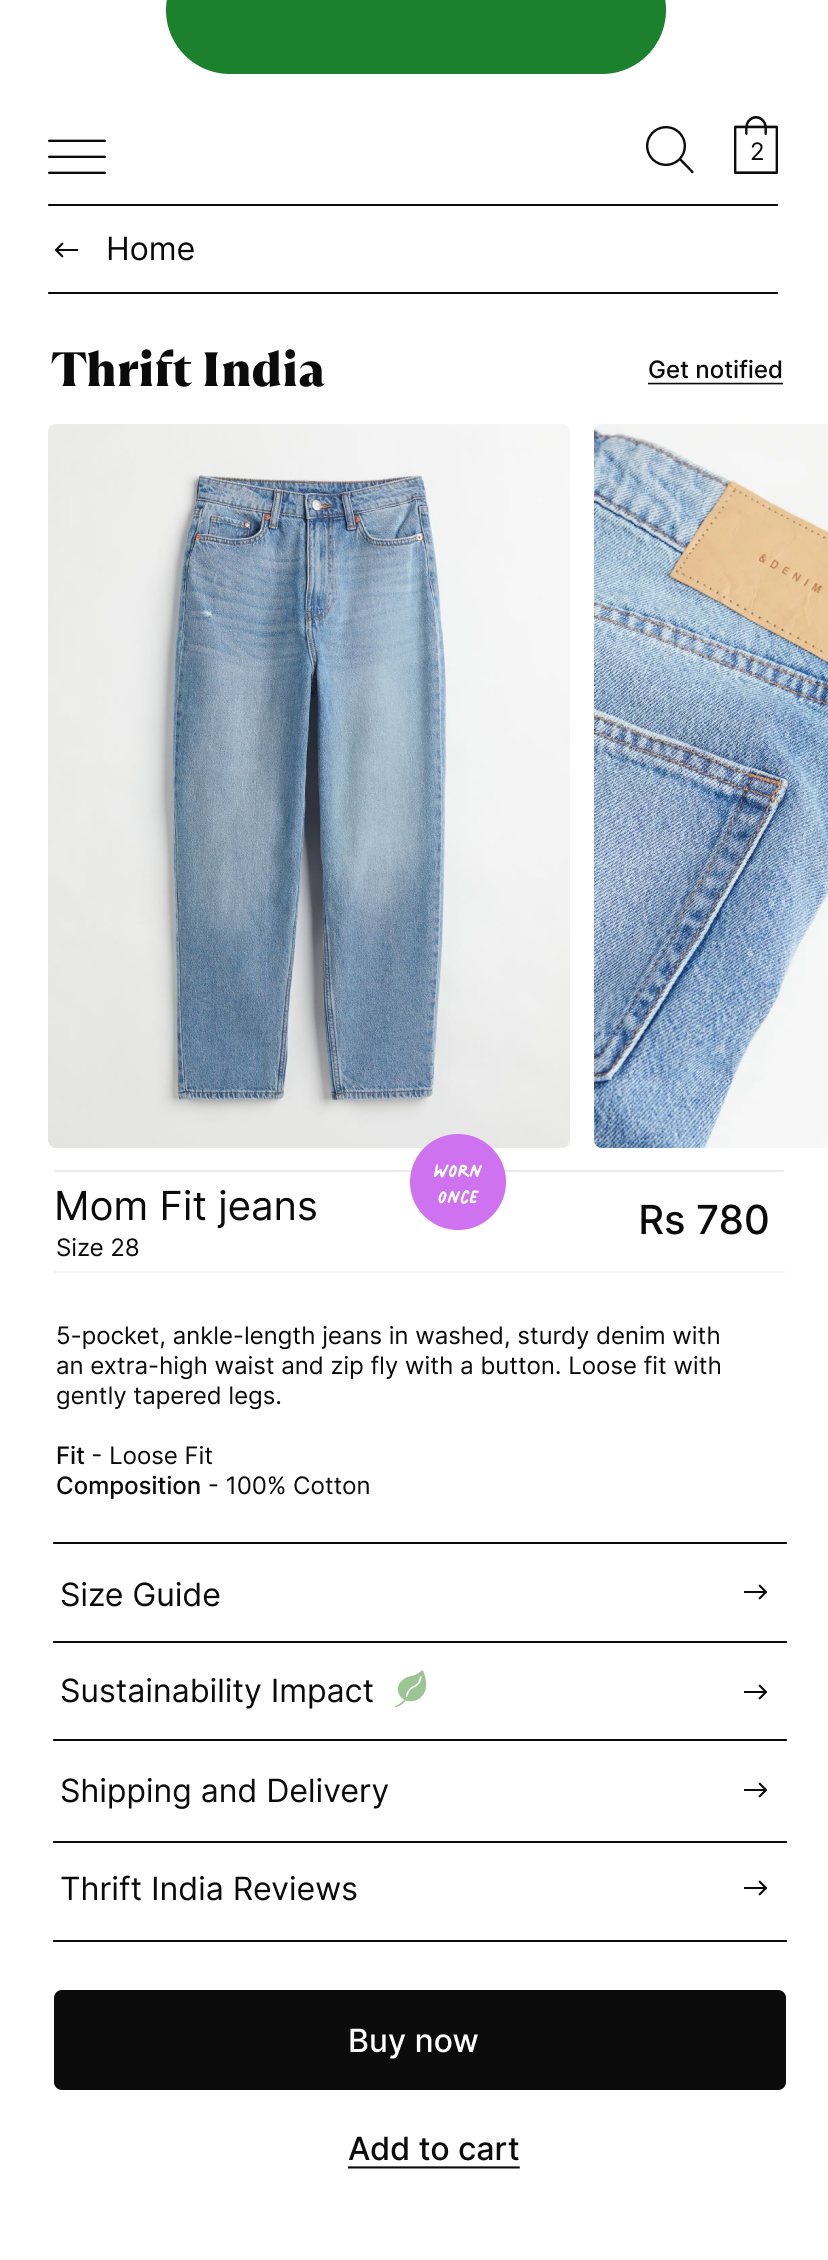 2
Home
Thrift India
Get notified
&DENIM
WORN
ONCE
Mom Fit jeans
Rs 780
Size 28
5-pocket, ankle-length jeans in washed, sturdy denim with
an extra-high waist and zip fly with a button. Loose fit with
gently tapered legs.
Fit - Loose Fit
Composition - 100% Cotton
Size Guide
Sustainability Impact
Shipping and Delivery
Thrift India Reviews
Buy now
Add to cart